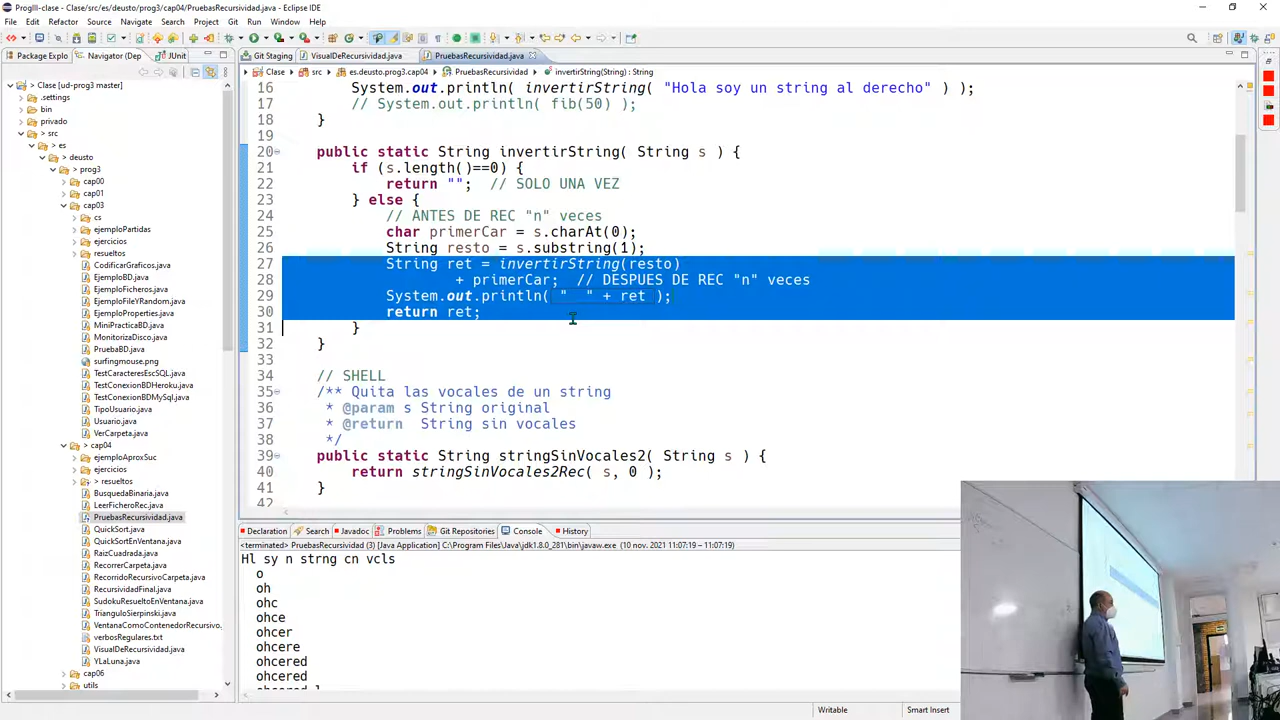 ProgIII-clase - Clase/src/es/deusto/prog3/cap04/PruebasRecursividad.java - Eclipse IDE
File Edit Refactor Source Navigate Search Project Git Run Window Help
Package Explo Navigator (Dep JUnit
Git Staging VisualDeRecursividad.java PruebasRecursividad.java
Clase src es.deusto.prog3.cap04 PruebasRecursividad invertirString(String) : String
Clase [ud-prog3 master]
.settings
bin
privado
src
es
deusto
prog3
cap00
cap01
cap03
cs
ejemploPartidas
ejercicios
resueltos
CodificarGraficos.java
EjemploBD.java
EjemploFile.java
EjemploFileYRandom.java
EjemploProperties.java
MiniPracticaBD.java
MonitorizaDisco.java
PruebaBD.java
surfingmouse.png
TestCaracteresEscSQL.java
TestConexionBDHeroku.java
TestConexionBDMySql.java
TipoUsuario.java
Usuario.java
VerCarpeta.java
> cap04
ejemploAproxSuc
ejercicios
> resueltos
BusquedaBinaria.java
LeerFicheroRec.java
PruebasRecursividad.java
QuickSort.java
QuickSortEnVentana.java
RaizCuadrada.java
RecorrerCarpeta.java
RecorridoRecursivoCarpeta.java
RecursividadFinal.java
SudokuResueltoEnVentana.java
TrianguloSierpinski.java
VentanaComoContenedorRecursivo.
verbosRegulares.txt
VisualDeRecursividad.java
YLaLuna.java
cap06
utils
16 System.out.println( invertirString( "Hola soy un string al derecho" ) );
17 // System.out.println( fib(50) );
18 }
19
20 public static String invertirString( String s ) {
21 if (s.length()==0) {
22 return ""; // SOLO UNA VEZ
23 } else {
24 // ANTES DE REC "n" veces
25 char primerCar = s.charAt(0);
26 String resto = s.substring(1);
27 String ret = invertirString(resto)
28 + primerCar; // DESPUES DE REC "n" veces
29 System.out.println( "  " + ret );
30 return ret;
31 }
32 }
33
34 // SHELL
35 /** Quita las vocales de un string
36 * @param s String original
37 * @return String sin vocales
38 */
39 public static String stringSinVocales2( String s ) {
40 return stringSinVocales2Rec( s, 0 );
41 }
42
Declaration Search Javadoc Problems Git Repositories Console History
<terminated> PruebasRecursividad (3) [Java Application] C:\Program Files\Java\jdk1.8.0_281\bin\javaw.exe (10 nov. 2021 11:07:19 – 11:07:19)
Hl sy n strng cn vcls
o
oh
ohc
ohce
ohcer
ohcere
ohcered
ohcered
ohcered l
Writable Smart Insert